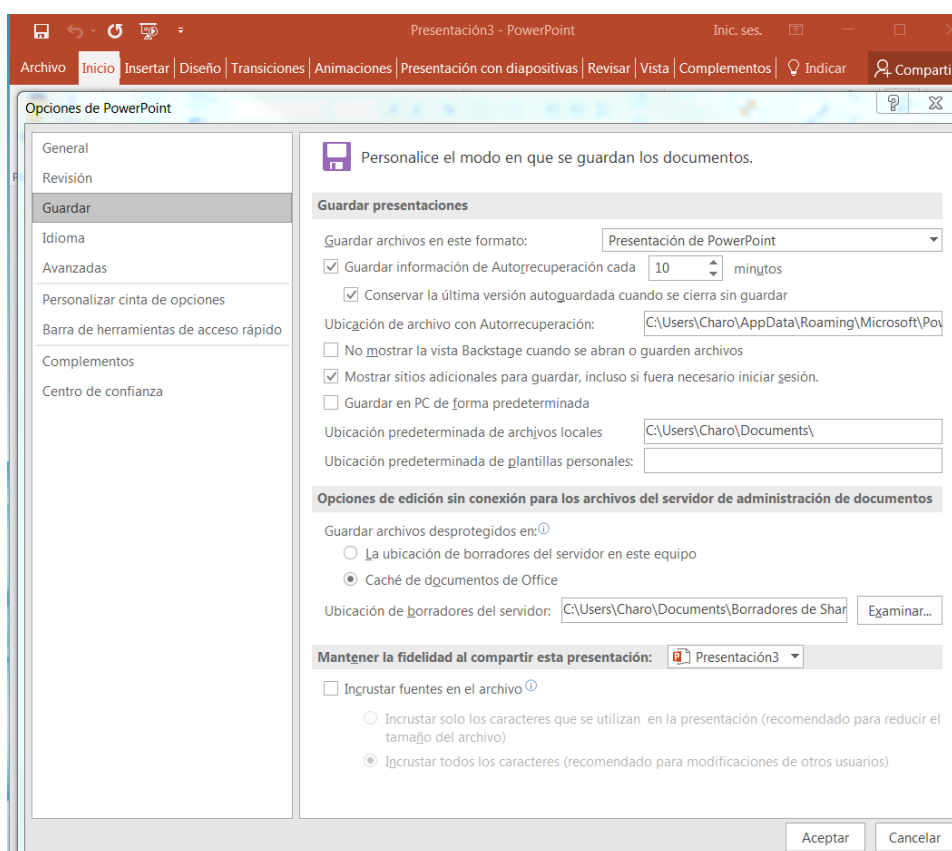 Presentación3 - PowerPoint Inic. ses.
Archivo Inicio Insertar Diseño Transiciones Animaciones Presentación con diapositivas Revisar Vista Complementos Indicar Comparti
Opciones de PowerPoint
General
Revisión
Guardar
Idioma
Avanzadas
Personalizar cinta de opciones
Barra de herramientas de acceso rápido
Complementos
Centro de confianza
Personalice el modo en que se guardan los documentos.
Guardar presentaciones
Guardar archivos en este formato: Presentación de PowerPoint
Guardar información de Autorrecuperación cada 10 minutos
Conservar la última versión autoguardada cuando se cierra sin guardar
Ubicación de archivo con Autorrecuperación: C:\Users\Charo\AppData\Roaming\Microsoft\Pov
No mostrar la vista Backstage cuando se abran o guarden archivos
Mostrar sitios adicionales para guardar, incluso si fuera necesario iniciar sesión.
Guardar en PC de forma predeterminada
Ubicación predeterminada de archivos locales C:\Users\Charo\Documents\
Ubicación predeterminada de plantillas personales:
Opciones de edición sin conexión para los archivos del servidor de administración de documentos
Guardar archivos desprotegidos en:
La ubicación de borradores del servidor en este equipo
Caché de documentos de Office
Ubicación de borradores del servidor: C:\Users\Charo\Documents\Borradores de Shar Examinar...
Mantener la fidelidad al compartir esta presentación: Presentación3
Incrustar fuentes en el archivo
Incrustar solo los caracteres que se utilizan en la presentación (recomendado para reducir el
tamaño del archivo)
Incrustar todos los caracteres (recomendado para modificaciones de otros usuarios)
Aceptar Cancelar